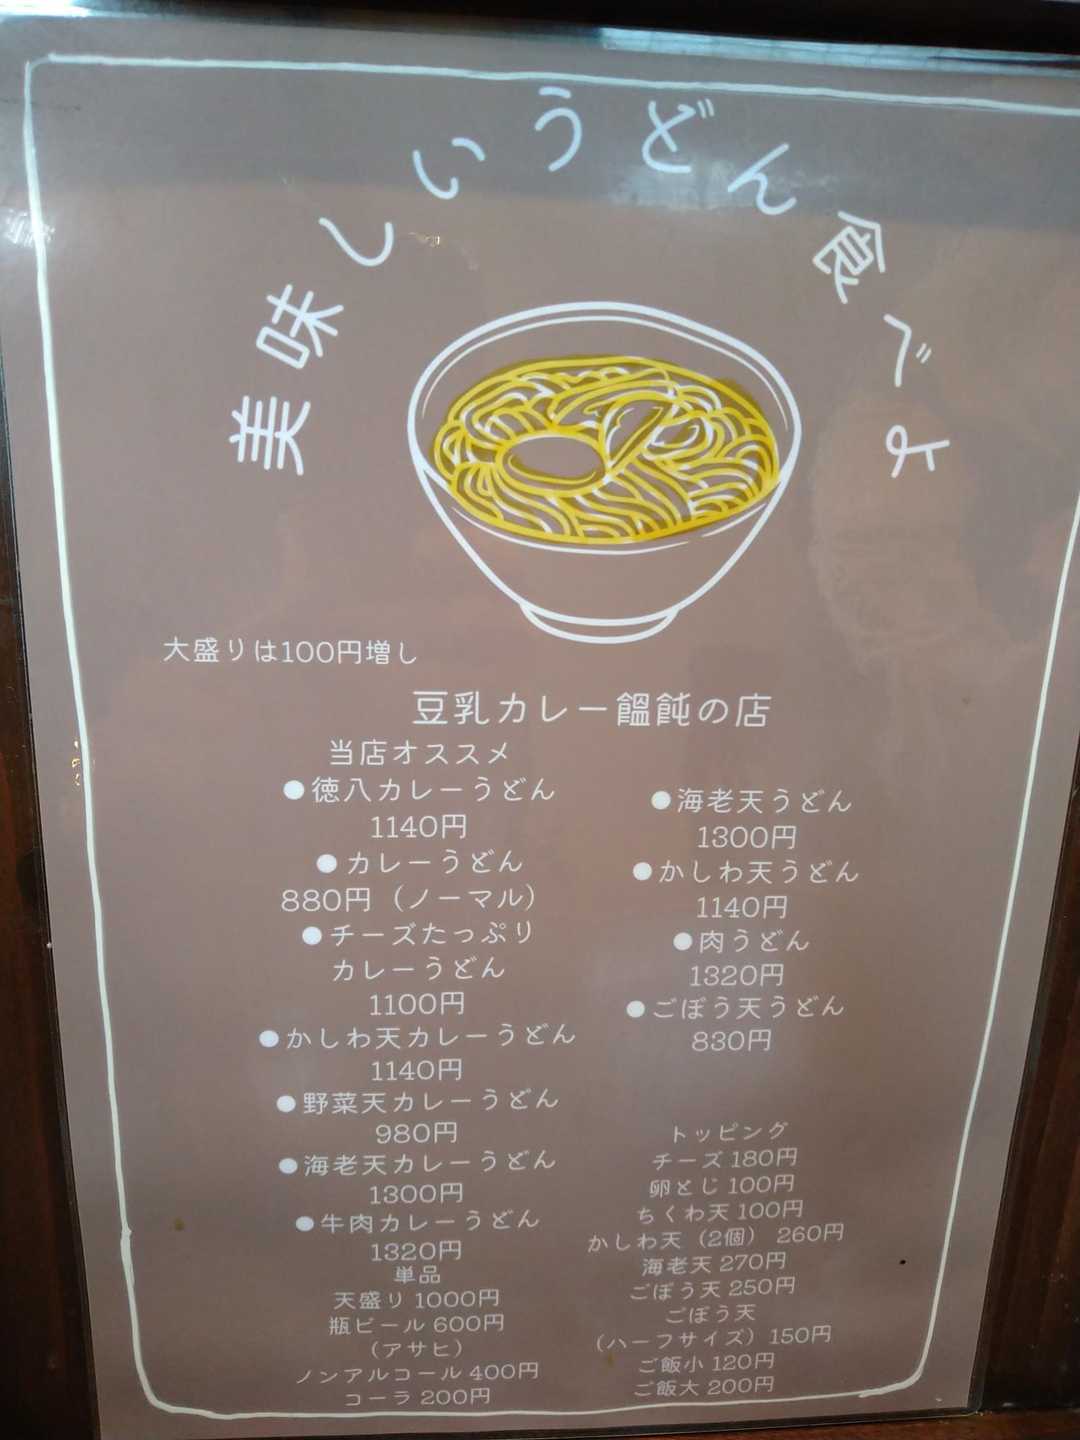 美味しいうどん食べよ
大盛りは100円増し
豆乳カレー饂飩の店
当店オススメ
●徳八カレーうどん
1140円
●カレーうどん
880円（ノーマル）
●チーズたっぷり
カレーうどん
1100円
●かしわ天カレーうどん
1140円
●野菜天カレーうどん
980円
●海老天カレーうどん
1300円
●牛肉カレーうどん
1320円
単品
天盛り 1000円
瓶ビール 600円
（アサヒ）
ノンアルコール 400円
コーラ 200円
●海老天うどん
1300円
●かしわ天うどん
1140円
●肉うどん
1320円
●ごぼう天うどん
830円
トッピング
チーズ 180円
卵とじ 100円
ちくわ天 100円
かしわ天（2個） 260円
海老天 270円
ごぼう天 250円
ごぼう天
（ハーフサイズ）150円
ご飯小 120円
ご飯大 200円